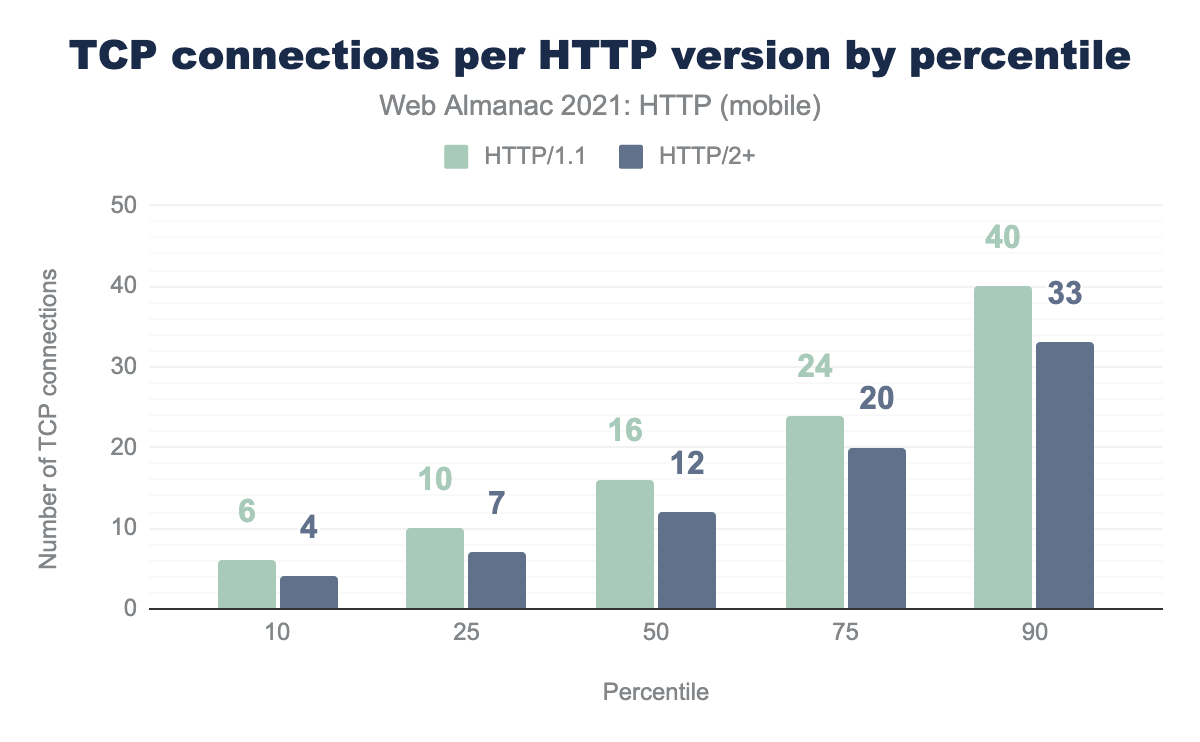 TCP connections per HTTP version by percentile
Web Almanac 2021: HTTP (mobile)
HTTP/1.1 HTTP/2+
Number of TCP connections
50
40
30
20
10
0
6 4 10 7 16 12 24 20 40 33
10 25 50 75 90
Percentile